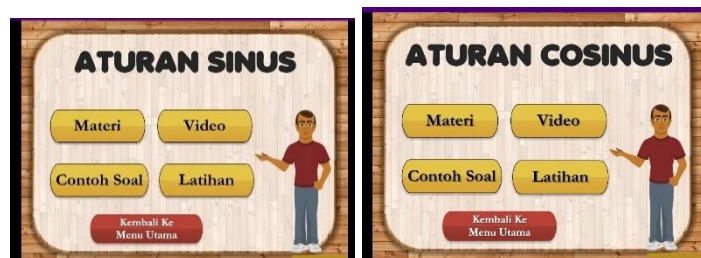 ATURAN SINUS
Materi
Video
Contoh Soal
Latihan
Kembali Ke
Menu Utama
ATURAN COSINUS
Materi
Video
Contoh Soal
Latihan
Kembali Ke
Menu Utama